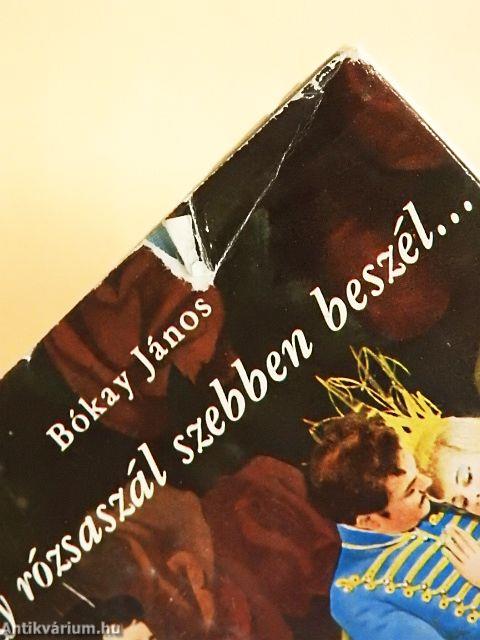 Bókay János
rózsaszál szebben beszél...
Antikvárium.hu